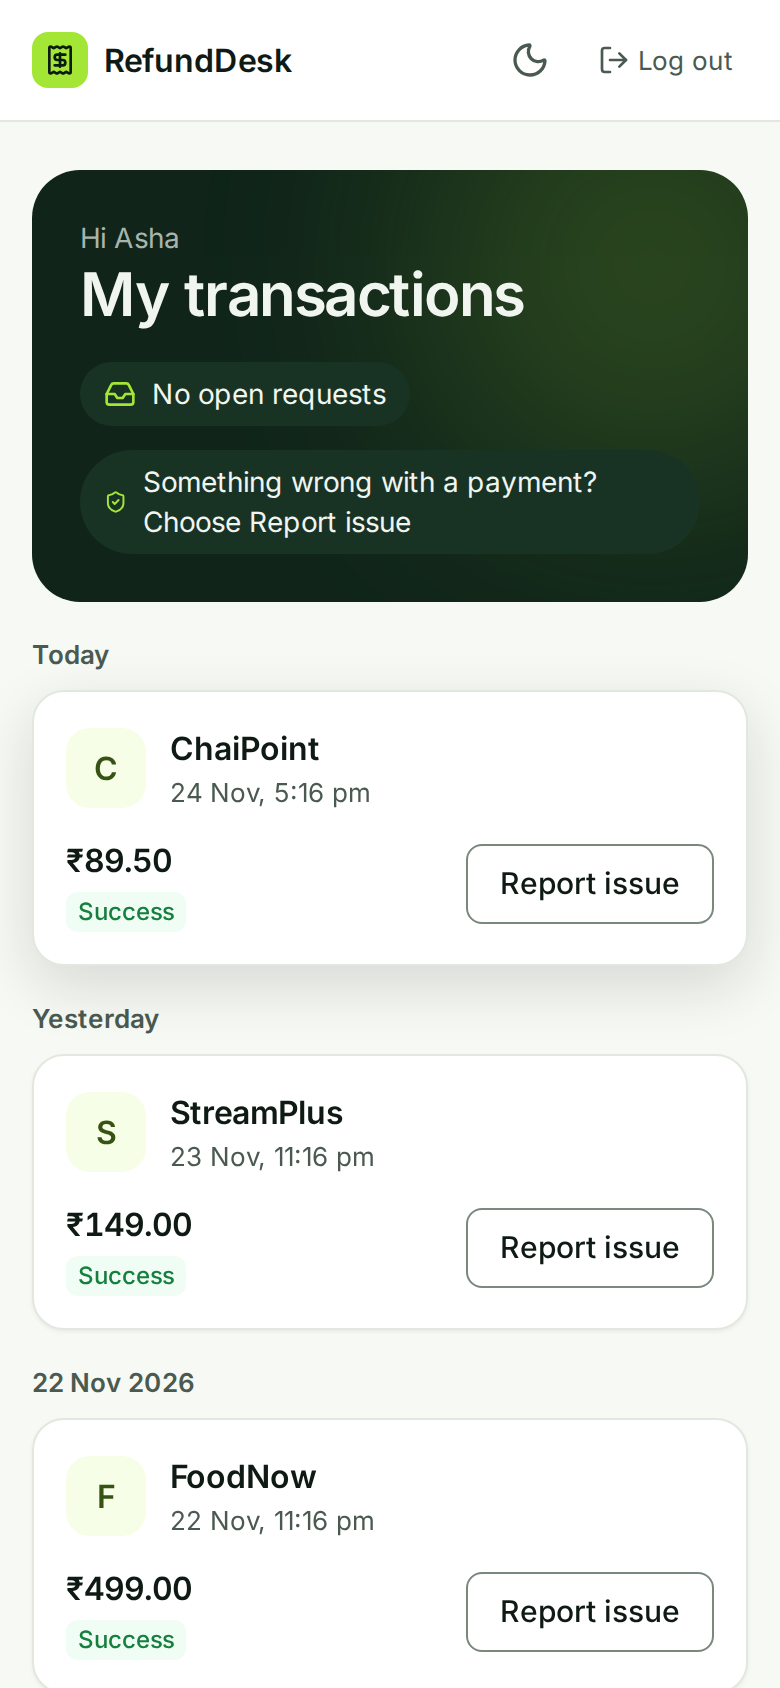 RefundDesk
Log out
Hi Asha
My transactions
No open requests
Something wrong with a payment?
Choose Report issue
Today
C
ChaiPoint
24 Nov, 5:16 pm
₹89.50
Report issue
Success
Yesterday
S
StreamPlus
23 Nov, 11:16 pm
₹149.00
Report issue
Success
22 Nov 2026
F
FoodNow
22 Nov, 11:16 pm
₹499.00
Report issue
Success